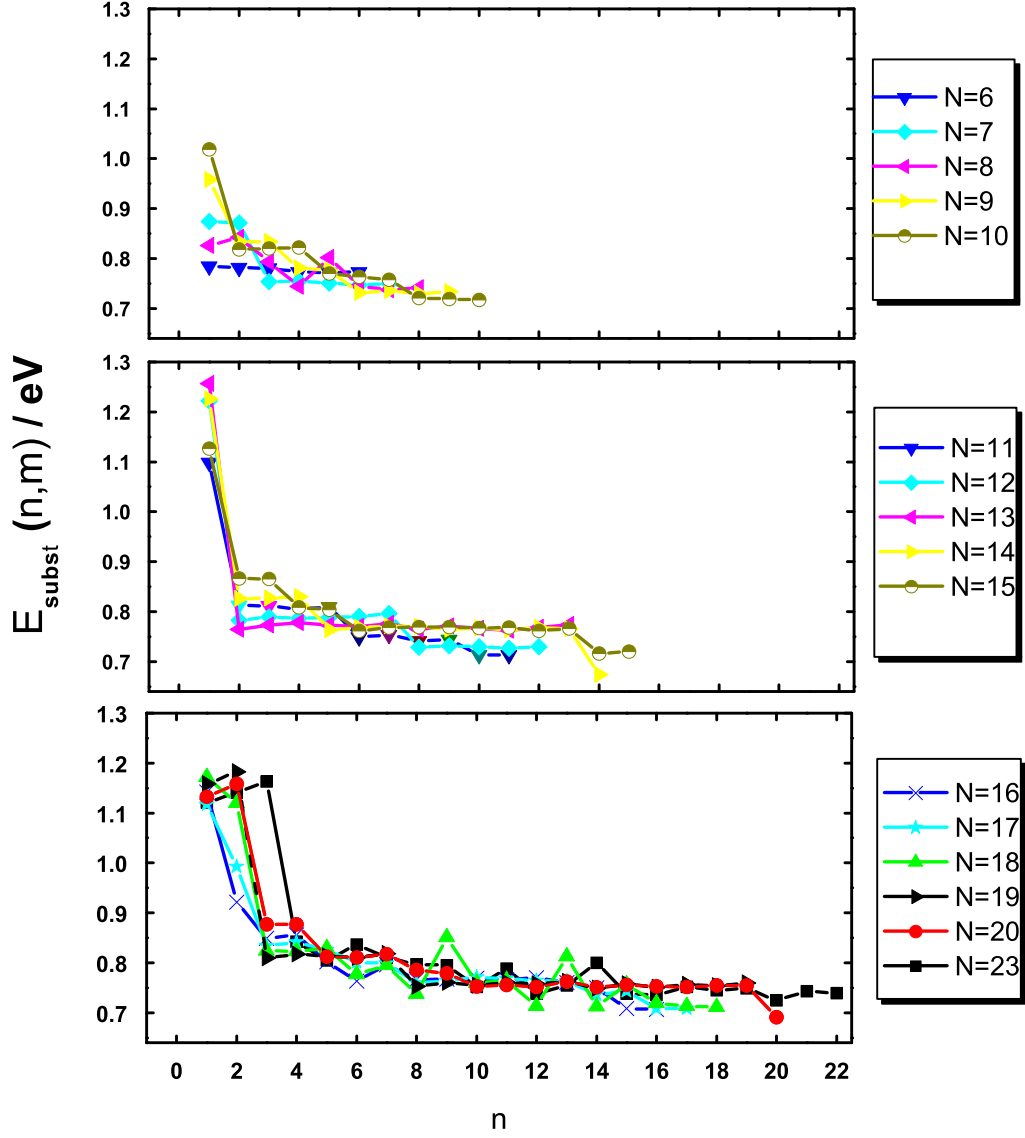 1.3
1.2
1.1
1.0
0.9
0.8
0.7
N=6
N=7
N=8
N=9
N=10
E subst (n,m) / eV
1.3
1.2
1.1
1.0
0.9
0.8
0.7
N=11
N=12
N=13
N=14
N=15
1.3
1.2
1.1
1.0
0.9
0.8
0.7
N=16
N=17
N=18
N=19
N=20
N=23
0 2 4 6 8 10 12 14 16 18 20 22
n